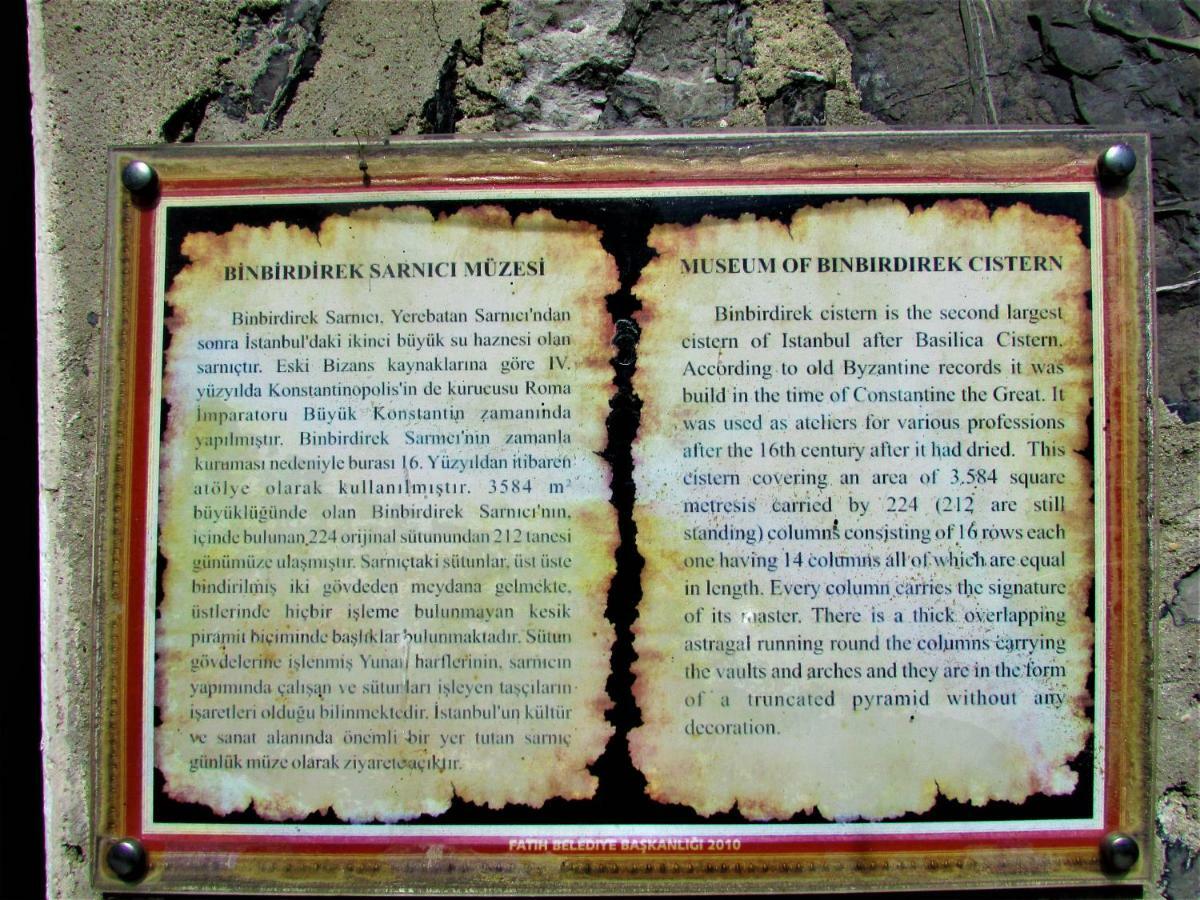 BİNBİRDİREK SARNICI MÜZESİ
Binbirdirek Sarnıcı, Yerebatan Sarnıcı'ndan
sonra İstanbul'daki ikinci büyük su haznesi olan
sarnıçtır. Eski Bizans kaynaklarına göre IV.
yüzyılda Konstantinopolis'in de kurucusu Roma
İmparatoru Büyük Konstantin zamanında
yapılmıştır. Binbirdirek Sarnıcı'nin zamanla
kuruması nedeniyle burası 16. Yüzyıldan itibaren
atölye olarak kullanılmıştır. 3584 m²
büyüklüğünde olan Binbirdirek Sarnıcı'nın,
içinde bulunan 224 orijinal sütunundan 212 tanesi
günümüze ulaşmıştır. Sarnıçtaki sütunlar, üst üste
bindirilmiş iki gövdeden meydana gelmekte,
üstlerinde hiçbir işleme bulunmayan kesik
piramit biçiminde başlıklar bulunmaktadır. Sütun
gövdelerine işlenmiş Yunan harflerinin, sarnıcın
yapımında çalışan ve sütunları işleyen taşçıların
işaretleri olduğu bilinmektedir. İstanbul'un kültür
ve sanat alanında önemli bir yer tutan sarnıç
günlük müze olarak ziyarete açıktır.
MUSEUM OF BINBIRDIREK CISTERN
Binbirdirek cistern is the second largest
cistern of Istanbul after Basilica Cistern.
According to old Byzantine records it was
build in the time of Constantine the Great. It
was used as ateliers for various professions
after the 16th century after it had dried. This
cistern covering an area of 3.584 square
metresis carried by 224 (212 are still
standing) columns consisting of 16 rows each
one having 14 columns all of which are equal
in length. Every column carries the signature
of its master. There is a thick overlapping
astragal running round the columns carrying
the vaults and arches and they are in the form
of a truncated pyramid without any
decoration.
FATİH BELEDİYE BAŞKANLIĞI 2010